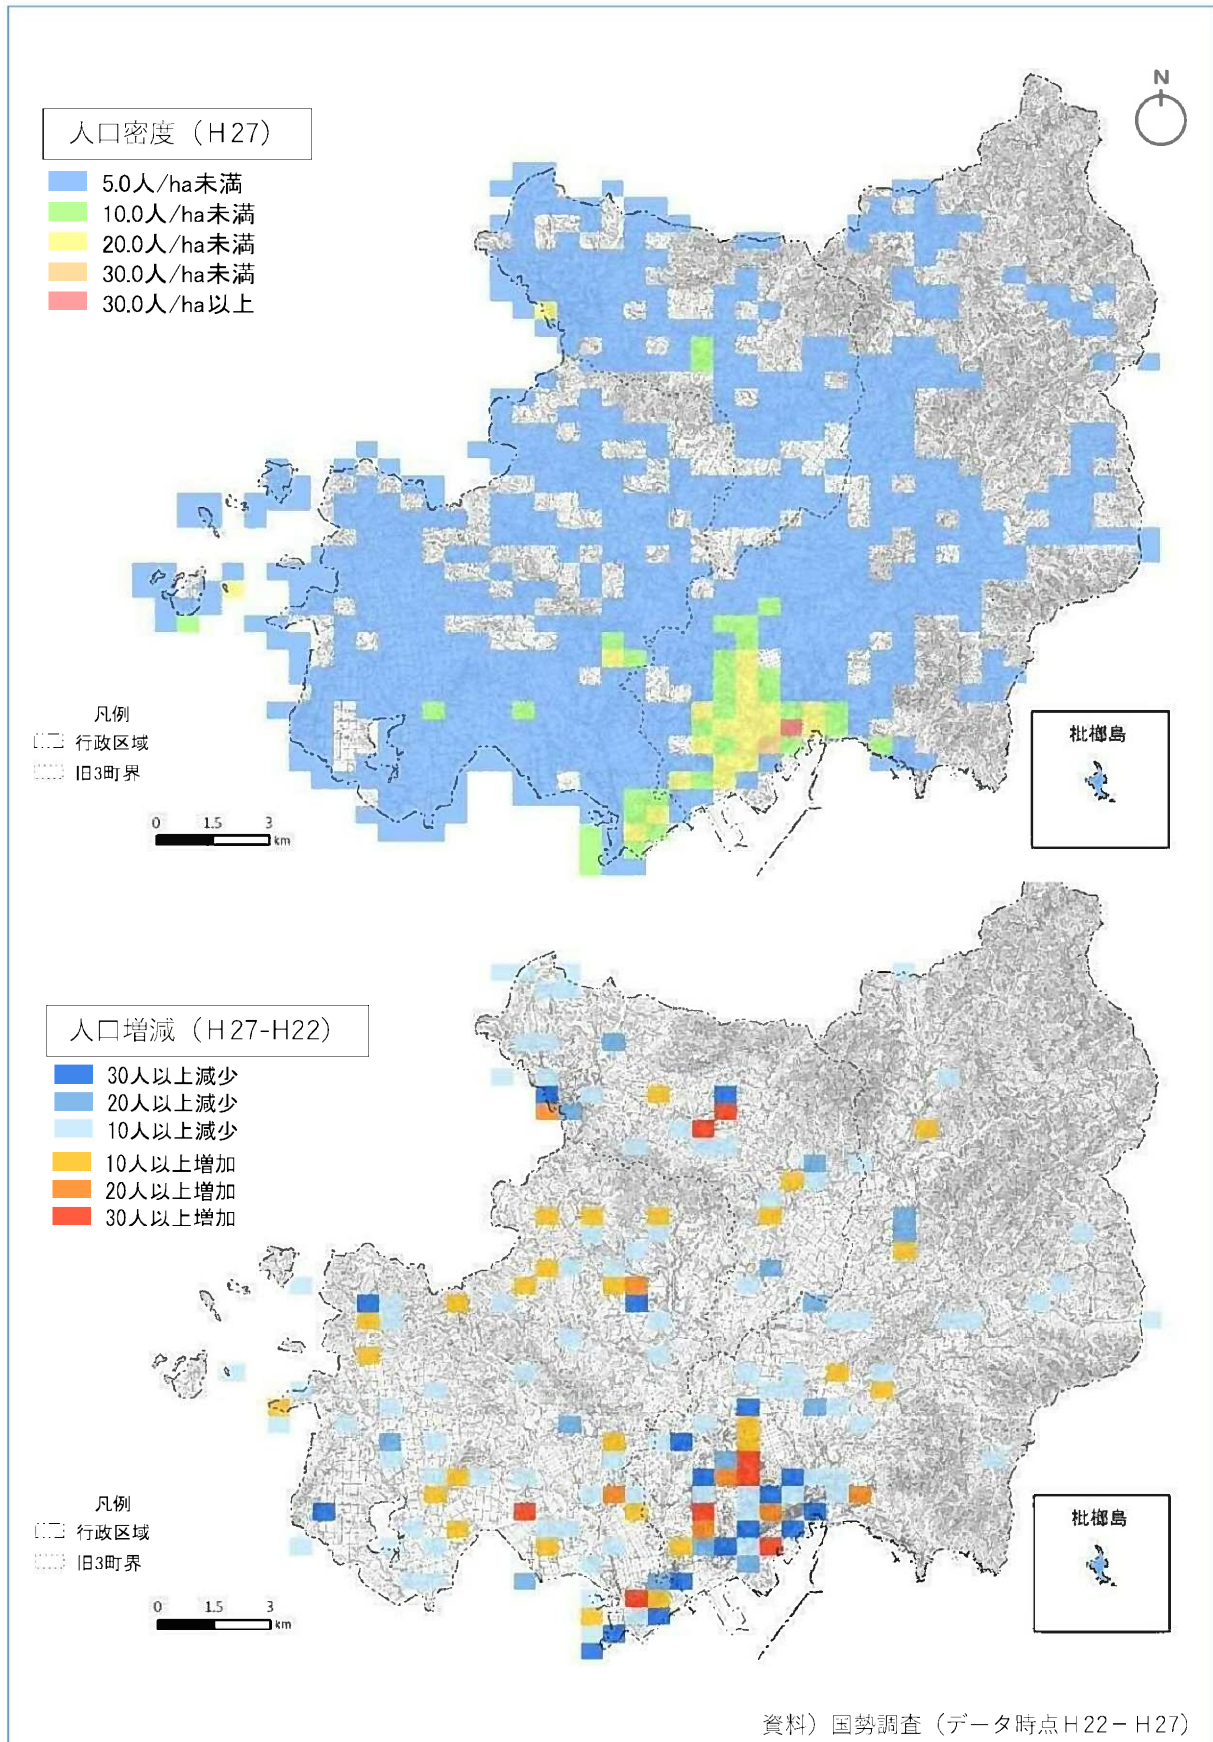 N
人口密度（H27）
5.0人/ha未満
10.0人/ha未満
20.0人/ha未満
30.0人/ha未満
30.0人/ha以上
凡例
行政区域
旧3町界
0 1.5 3
km
枇榔島
人口増減（H27-H22）
30人以上減少
20人以上減少
10人以上減少
10人以上増加
20人以上増加
30人以上増加
凡例
行政区域
旧3町界
0 1.5 3
km
枇榔島
資料）国勢調査（データ時点H22－H27）